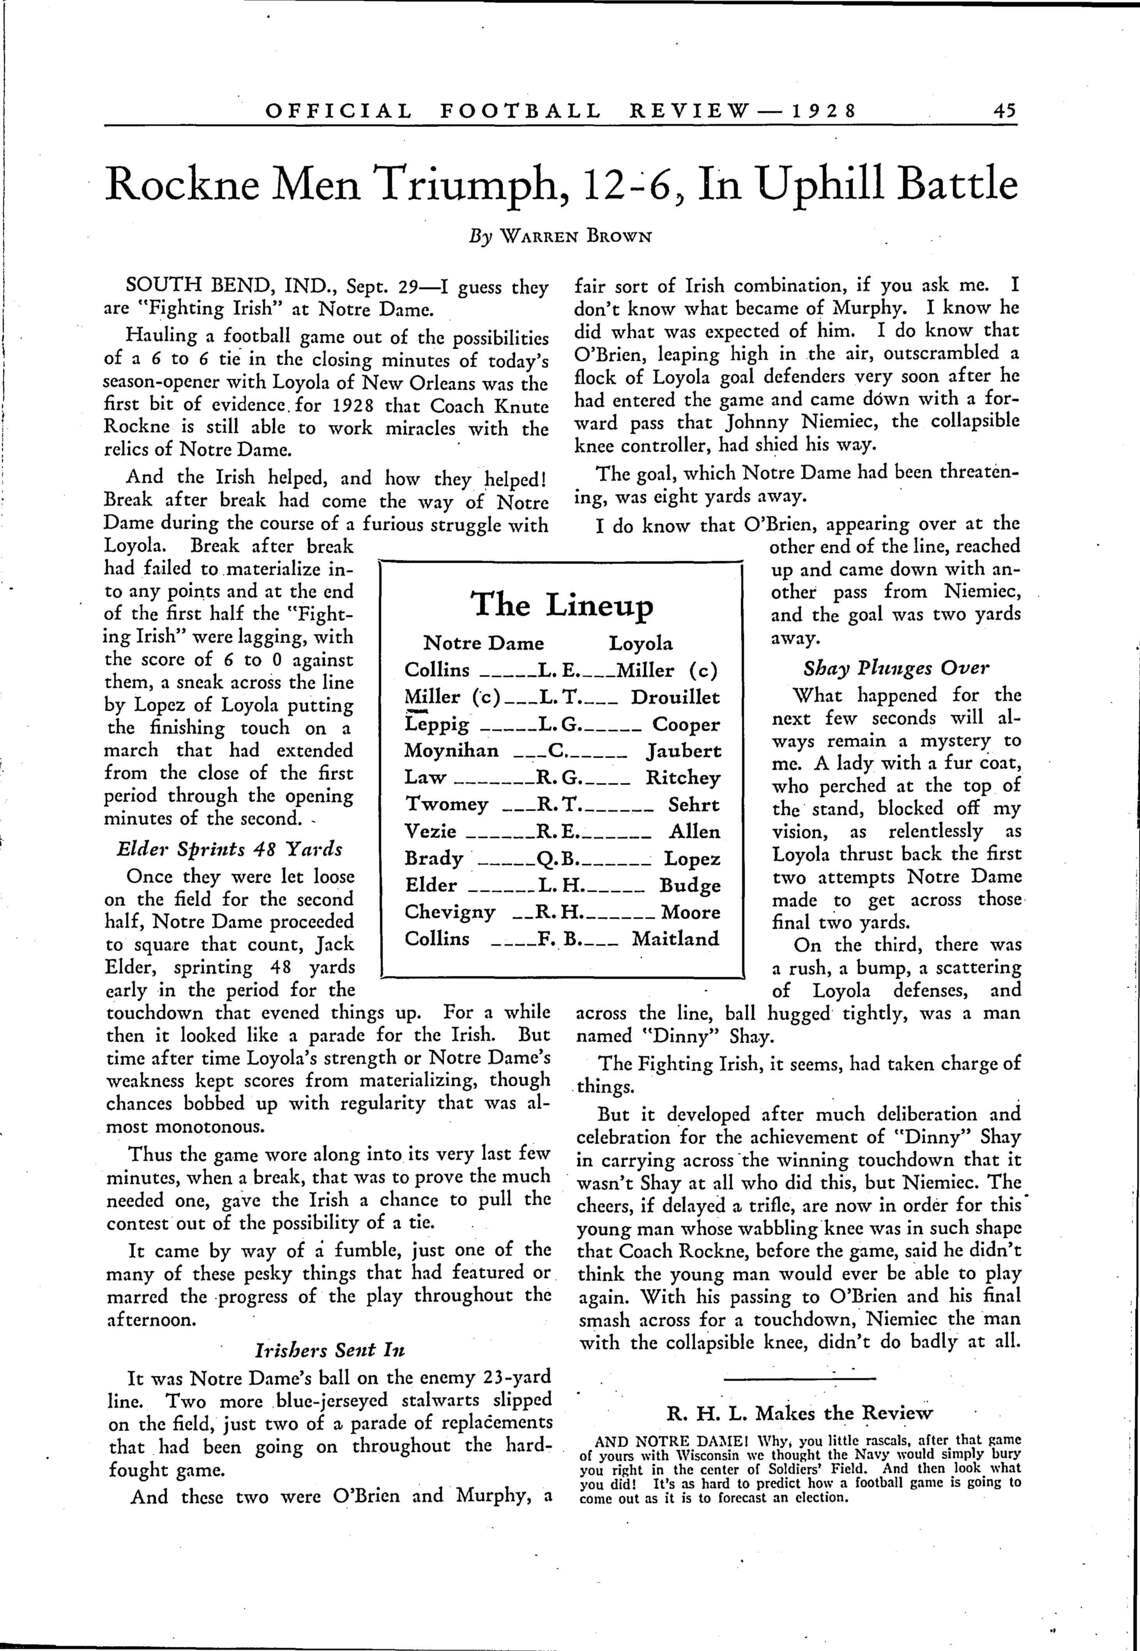 OFFICIAL FOOTBALL REVIEW—1928 45
Rockne Men Triumph, 12-6, In Uphill Battle
By WARREN BROWN
SOUTH BEND, IND., Sept. 29—I guess they
are "Fighting Irish" at Notre Dame.
Hauling a football game out of the possibilities
of a 6 to 6 tie in the closing minutes of today's
season-opener with Loyola of New Orleans was the
first bit of evidence for 1928 that Coach Knute
Rockne is still able to work miracles with the
relics of Notre Dame.
And the Irish helped, and how they helped!
Break after break had come the way of Notre
Dame during the course of a furious struggle with
Loyola. Break after break
had failed to materialize in-
to any points and at the end
of the first half the "Fight-
ing Irish" were lagging, with
the score of 6 to 0 against
them, a sneak across the line
by Lopez of Loyola putting
the finishing touch on a
march that had extended
from the close of the first
period through the opening
minutes of the second.
Elder Sprints 48 Yards
Once they were let loose
on the field for the second
half, Notre Dame proceeded
to square that count, Jack
Elder, sprinting 48 yards
early in the period for the
touchdown that evened things up. For a while
then it looked like a parade for the Irish. But
time after time Loyola's strength or Notre Dame's
weakness kept scores from materializing, though
chances bobbed up with regularity that was al-
most monotonous.
Thus the game wore along into its very last few
minutes, when a break, that was to prove the much
needed one, gave the Irish a chance to pull the
contest out of the possibility of a tie.
It came by way of a fumble, just one of the
many of these pesky things that had featured or
marred the progress of the play throughout the
afternoon.
Irishers Sent In
It was Notre Dame's ball on the enemy 23-yard
line. Two more blue-jerseyed stalwarts slipped
on the field, just two of a parade of replacements
that had been going on throughout the hard-
fought game.
And these two were O'Brien and Murphy, a
The Lineup
Notre Dame Loyola
Collins _____L. E.___Miller (c)
Miller (c)___L. T.___ Drouillet
Leppig _____L. G.______ Cooper
Moynihan ___C.______ Jaubert
Law _______R. G._____ Ritchey
Twomey ___R. T._______ Sehrt
Vezie ______R. E._______ Allen
Brady _____Q. B._______ Lopez
Elder ______L. H.______ Budge
Chevigny __R. H._______Moore
Collins ____F. B.___ Maitland
fair sort of Irish combination, if you ask me. I
don't know what became of Murphy. I know he
did what was expected of him. I do know that
O'Brien, leaping high in the air, outscrambled a
flock of Loyola goal defenders very soon after he
had entered the game and came down with a for-
ward pass that Johnny Niemiec, the collapsible
knee controller, had shied his way.
The goal, which Notre Dame had been threaten-
ing, was eight yards away.
I do know that O'Brien, appearing over at the
other end of the line, reached
up and came down with an-
other pass from Niemiec,
and the goal was two yards
away.
Shay Plunges Over
What happened for the
next few seconds will al-
ways remain a mystery to
me. A lady with a fur coat,
who perched at the top of
the stand, blocked off my
vision, as relentlessly as
Loyola thrust back the first
two attempts Notre Dame
made to get across those
final two yards.
On the third, there was
a rush, a bump, a scattering
of Loyola defenses, and
across the line, ball hugged tightly, was a man
named "Dinny" Shay.
The Fighting Irish, it seems, had taken charge of
things.
But it developed after much deliberation and
celebration for the achievement of "Dinny" Shay
in carrying across the winning touchdown that it
wasn't Shay at all who did this, but Niemiec. The
cheers, if delayed a trifle, are now in order for this
young man whose wabbling knee was in such shape
that Coach Rockne, before the game, said he didn't
think the young man would ever be able to play
again. With his passing to O'Brien and his final
smash across for a touchdown, Niemiec the man
with the collapsible knee, didn't do badly at all.
R. H. L. Makes the Review
AND NOTRE DAME! Why, you little rascals, after that game
of yours with Wisconsin we thought the Navy would simply bury
you right in the center of Soldiers' Field. And then look what
you did! It's as hard to predict how a football game is going to
come out as it is to forecast an election.